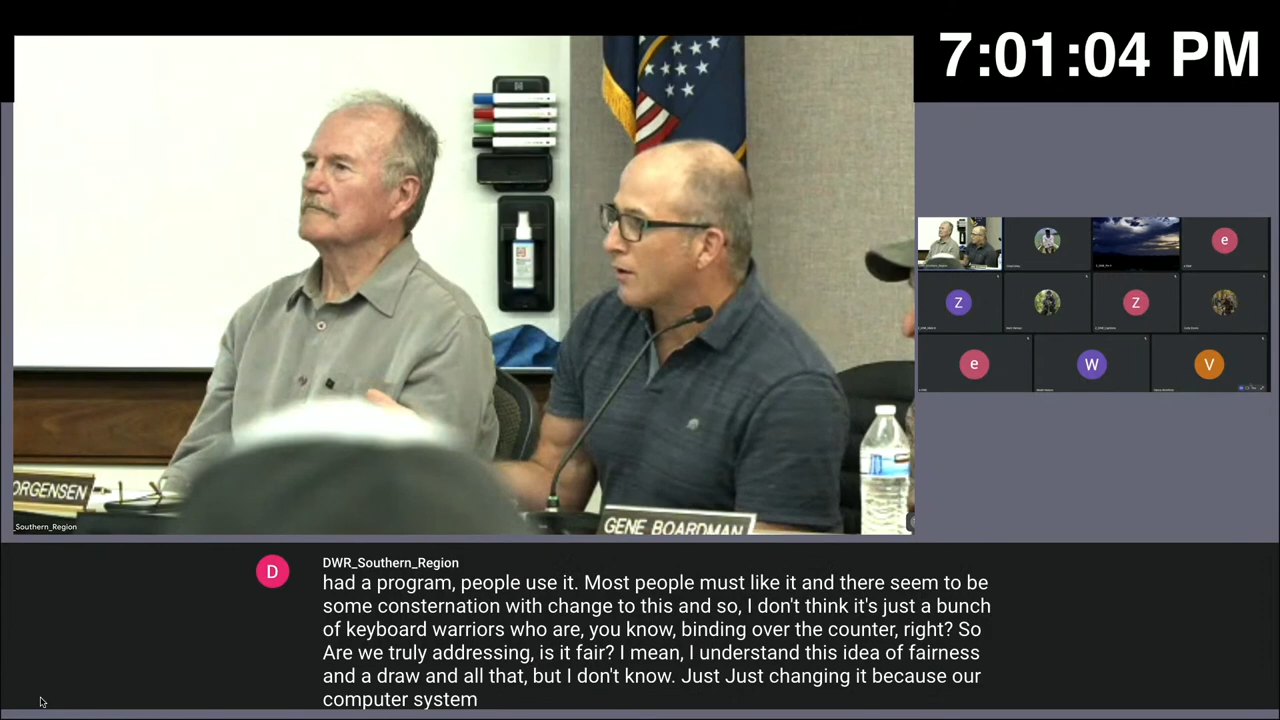 7:01:04 PM
ORGENSEN
GENE BOARDMAN
_Southern_Region
e
Z
Z
e
W
V
D
DWR_Southern_Region
had a program, people use it. Most people must like it and there seem to be
some consternation with change to this and so, I don't think it's just a bunch
of keyboard warriors who are, you know, binding over the counter, right? So
Are we truly addressing, is it fair? I mean, I understand this idea of fairness
and a draw and all that, but I don't know. Just Just changing it because our
computer system